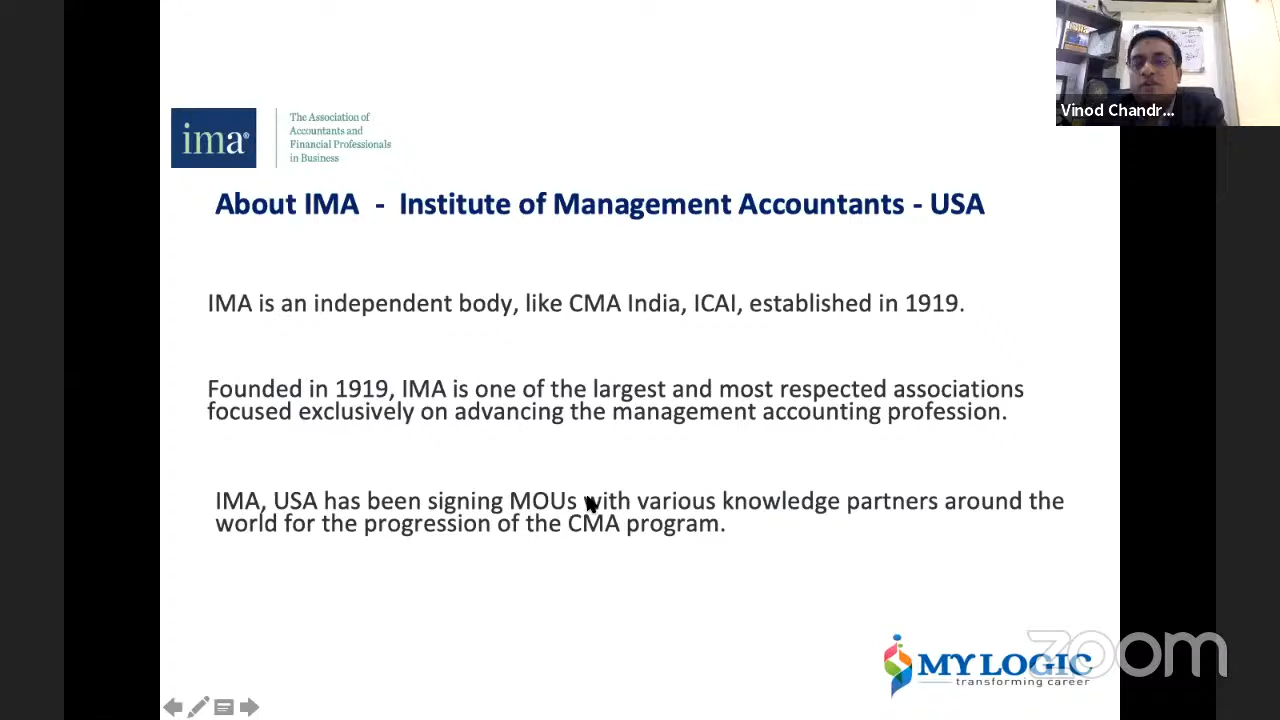 Vinod Chandr...
ima®
The Association of
Accountants and
Financial Professionals
in Business
About IMA - Institute of Management Accountants - USA
IMA is an independent body, like CMA India, ICAI, established in 1919.
Founded in 1919, IMA is one of the largest and most respected associations
focused exclusively on advancing the management accounting profession.
IMA, USA has been signing MOUs with various knowledge partners around the
world for the progression of the CMA program.
MY LOGIC
transforming career
zoom